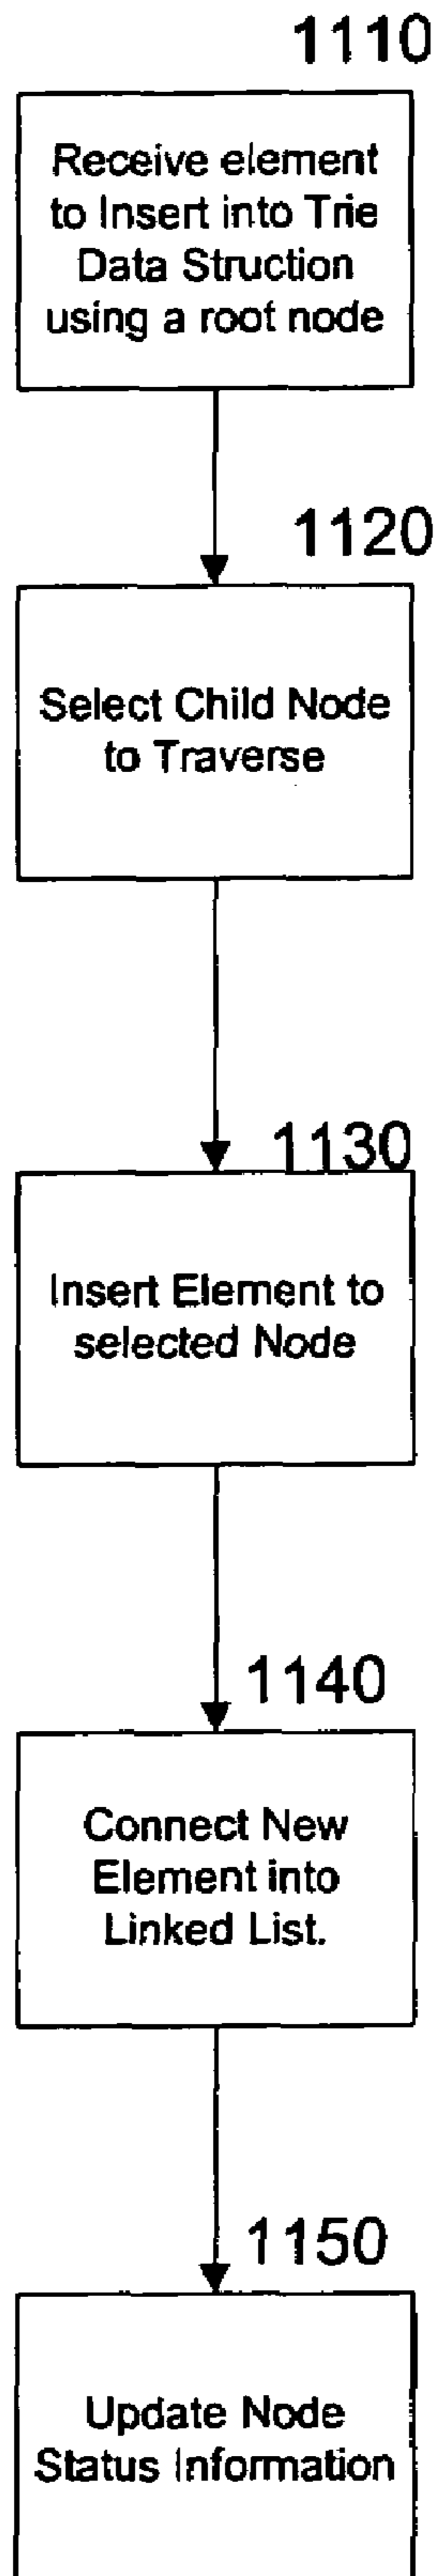 1110
Receive element
to Insert into Trie
Data Struction
using a root node
1120
Select Child Node
to Traverse
1130
Insert Element to
selected Node
1140
Connect New
Element into
Linked List.
1150
Update Node
Status Information